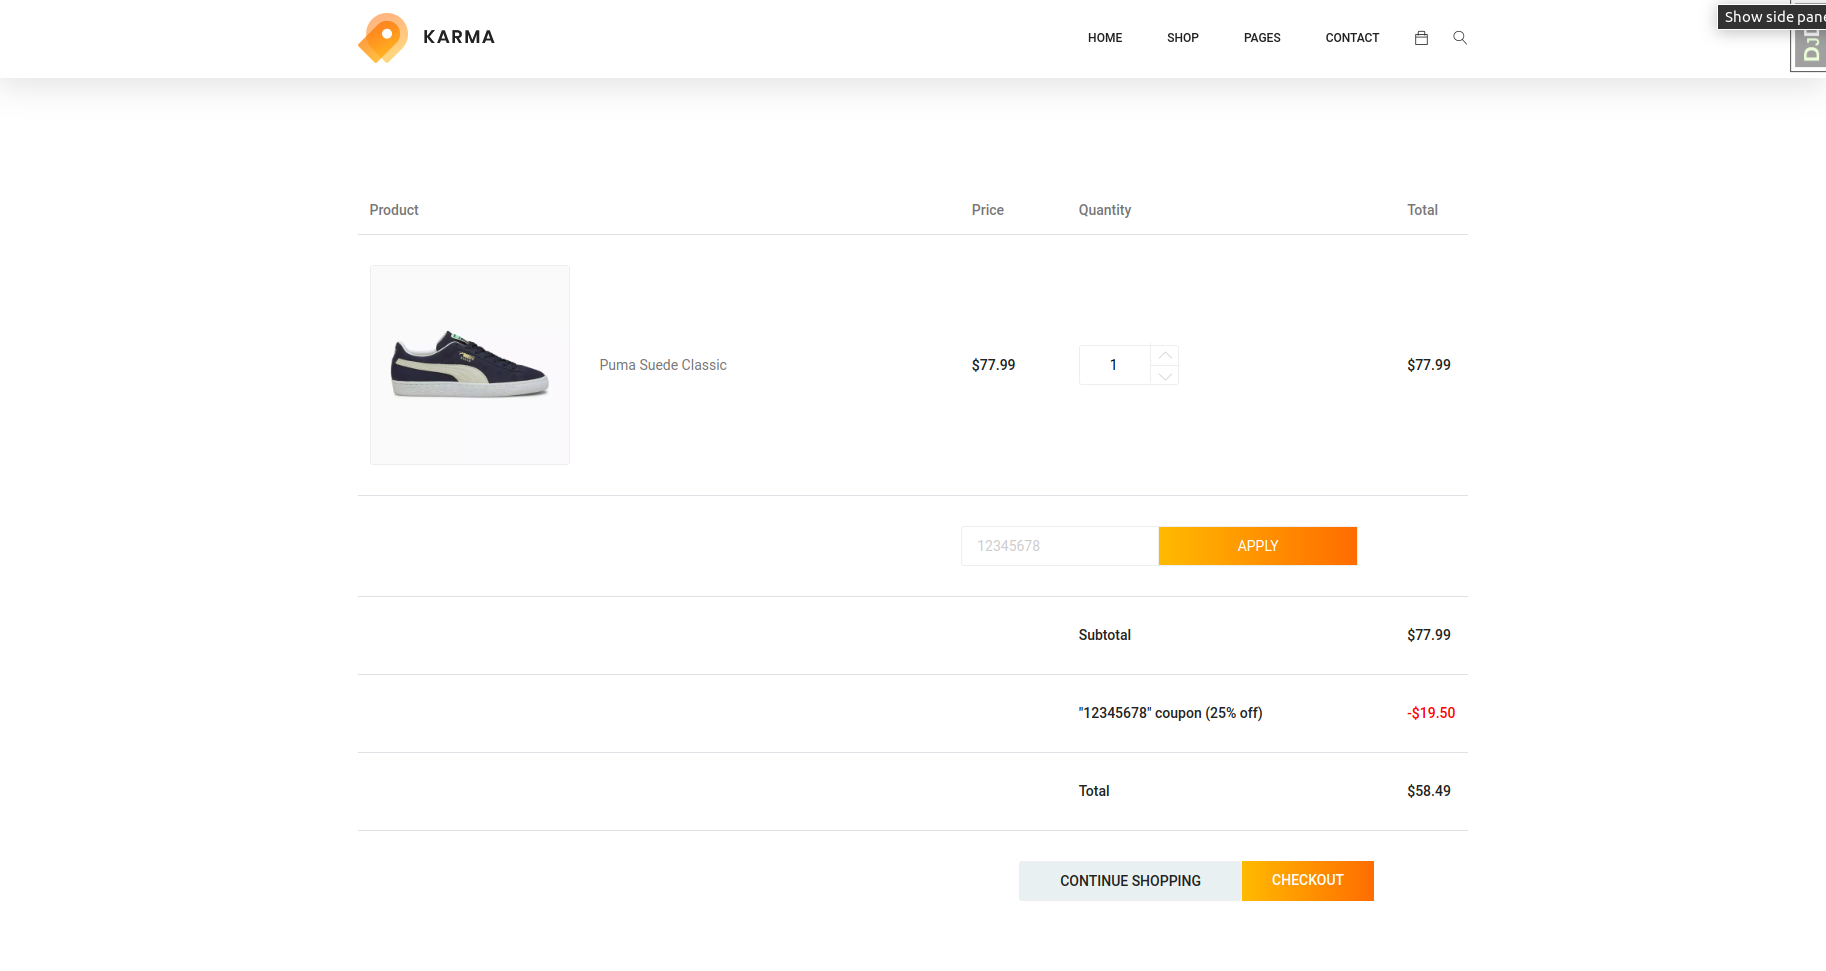 Show side pane
KARMA
HOME SHOP PAGES CONTACT
Product Price Quantity Total
Puma Suede Classic $77.99 1 $77.99
12345678 APPLY
Subtotal $77.99
"12345678" coupon (25% off) -$19.50
Total $58.49
CONTINUE SHOPPING CHECKOUT